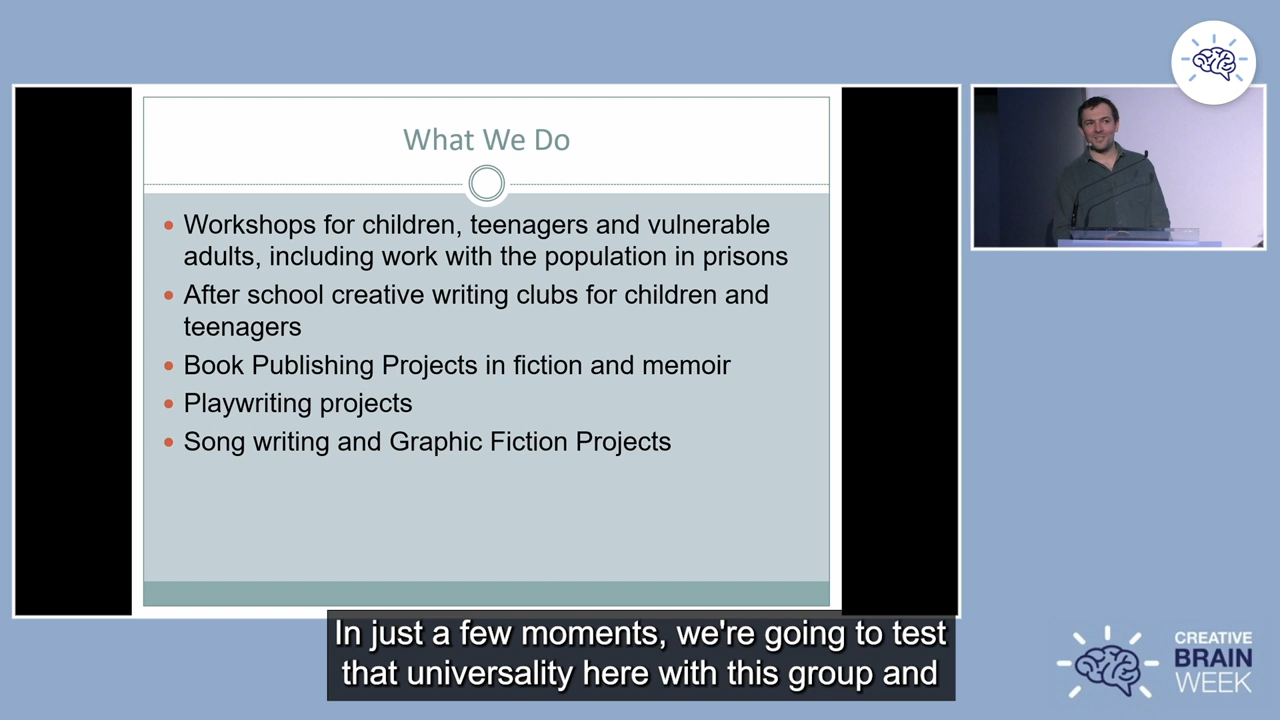 What We Do
Workshops for children, teenagers and vulnerable
adults, including work with the population in prisons
After school creative writing clubs for children and
teenagers
Book Publishing Projects in fiction and memoir
Playwriting projects
Song writing and Graphic Fiction Projects
In just a few moments, we're going to test
that universality here with this group and
CREATIVE
BRAIN
WEEK